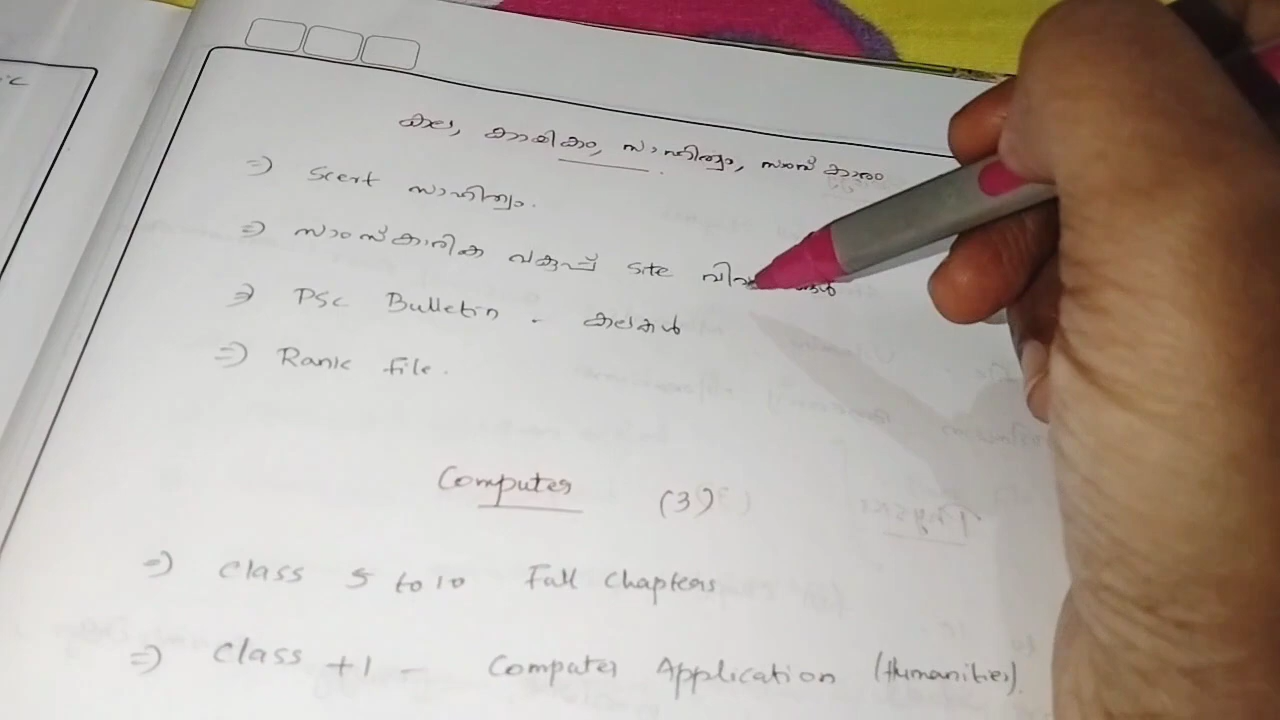 കല, കായികം, സാഹിത്യം, സംസ്കാരം
=) Scert സാഹിത്യം.
=) സാംസ്കാരിക വകുപ്പ് Site
=) PSC Bulletin - കലകൾ
=) Rank file.
Computer (3)
=) Class 5 to 10 Full Chapters
=) Class +1 - Computer Application (Humanities).